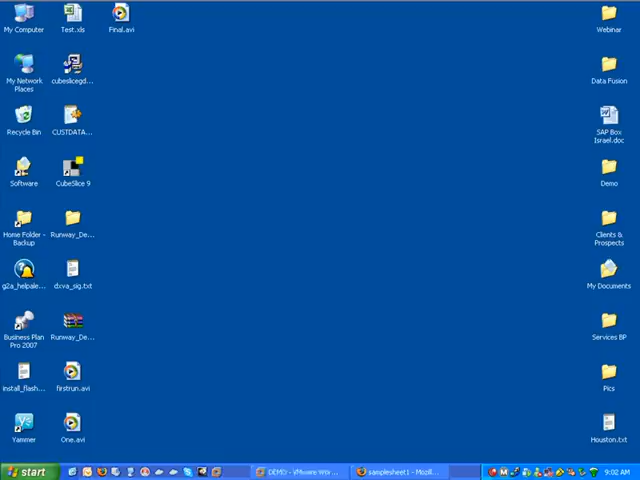 My Computer
Test.xls
Final.avi
Webinar
My Network
Places
cubeslicegd...
Data Fusion
Recycle Bin
CUSTDATA...
SAP Box
Israel.doc
Software
CubeSlice 9
Demo
Home Folder -
Backup
Runway_De...
Clients &
Prospects
g2a_helpale...
dxva_sig.txt
My Documents
Business Plan
Pro 2007
Runway_De...
Services BP
install_flash...
firstrun.avi
Pics
Yammer
One.avi
Houston.txt
start
DEMO - VMware Wor...
samplesheet1 - Mozil...
9:02 AM